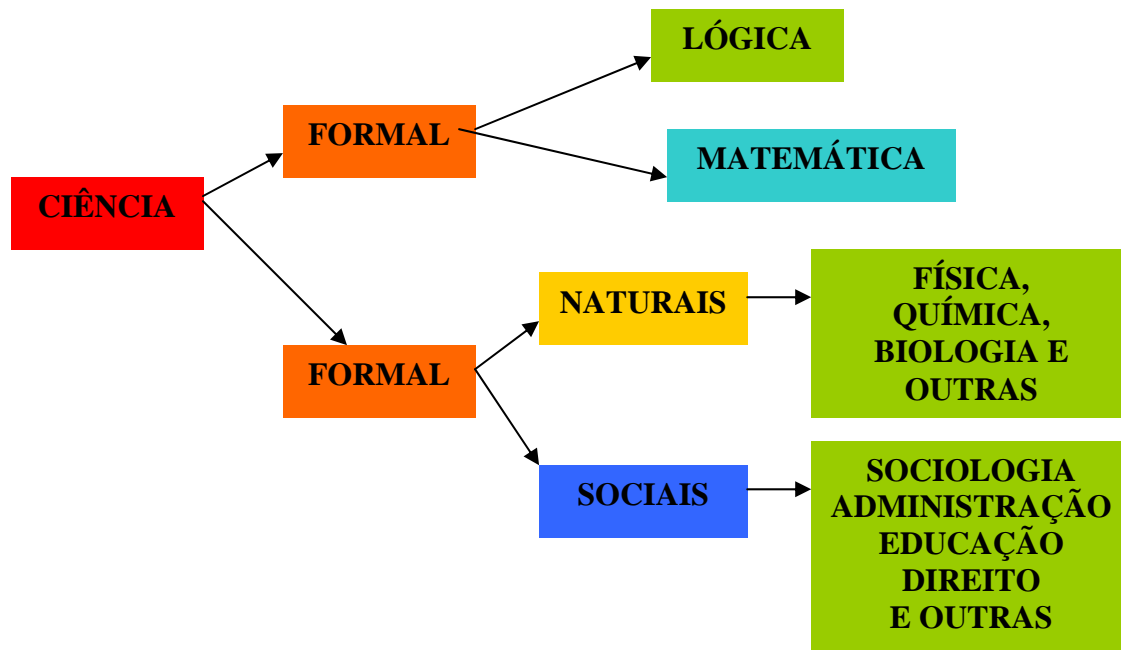 LÓGICA
FORMAL
MATEMÁTICA
CIÊNCIA
FORMAL
NATURAIS
FÍSICA,
QUÍMICA,
BIOLOGIA E
OUTRAS
SOCIAIS
SOCIOLOGIA
ADMINISTRAÇÃO
EDUCAÇÃO
DIREITO
E OUTRAS